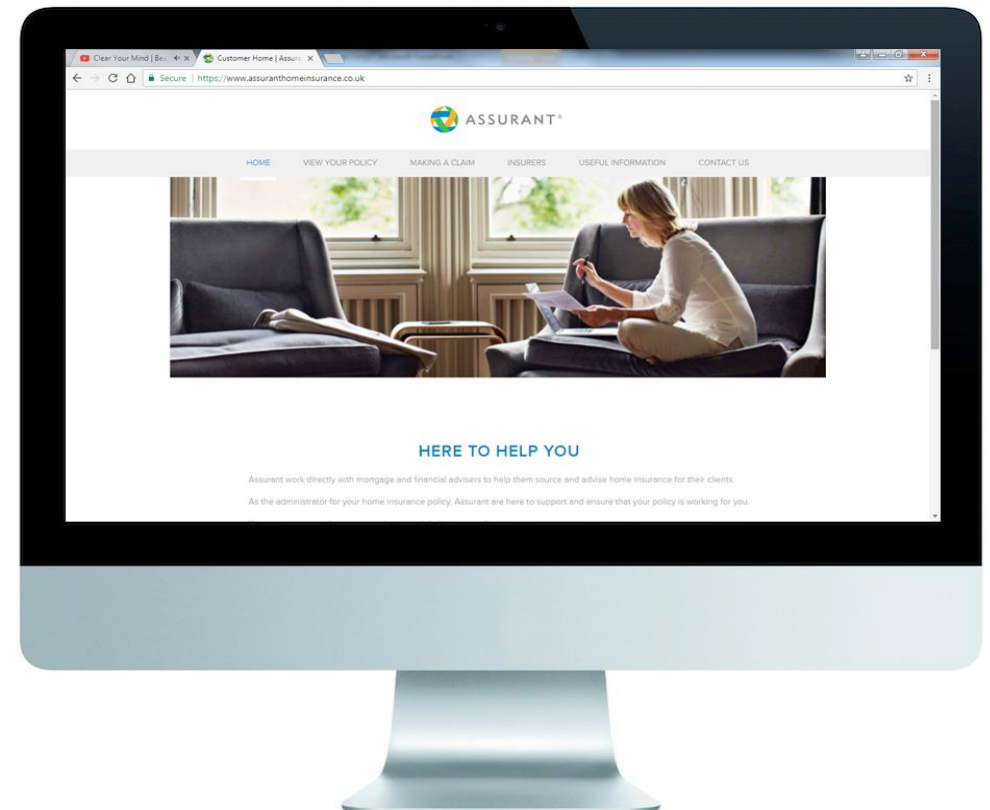 Clear Your Mind | Be
Customer Home | Assur
Secure | https://www.assuranthomeinsurance.co.uk
ASSURANT®
HOME VIEW YOUR POLICY MAKING A CLAIM INSURERS USEFUL INFORMATION CONTACT US
HERE TO HELP YOU
Assurant work directly with mortgage and financial advisers to help them source and advise home insurance for their clients.
As the administrator for your home insurance policy, Assurant are here to support and ensure that your policy is working for you.